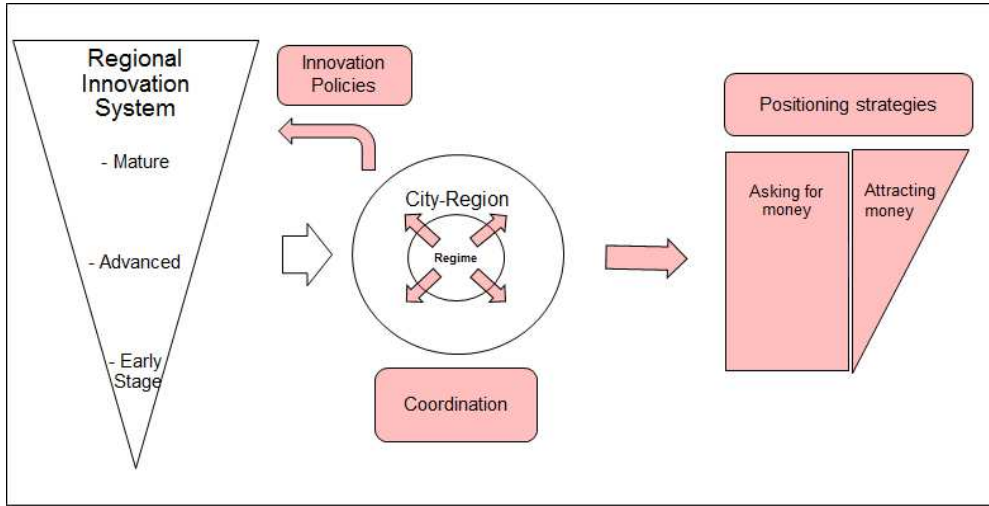 Regional
Innovation
System
- Mature
- Advanced
- Early
Stage
Innovation
Policies
City-Region
Regime
Coordination
Positioning strategies
Asking for
money
Attracting
money